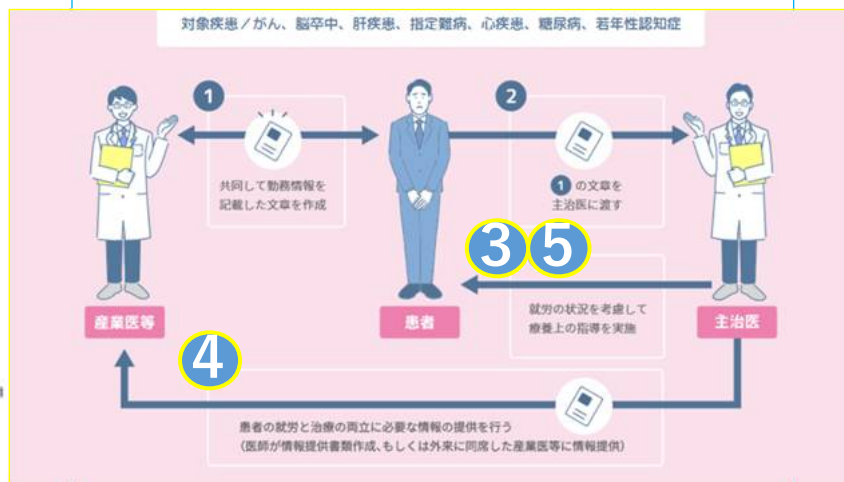 対象疾患／がん、脳卒中、肝疾患、指定難病、心疾患、糖尿病、若年性認知症
1
2
共同して勤務情報を
記載した文章を作成
1 の文章を
主治医に渡す
3 5
就労の状況を考慮して
療養上の指導を実施
産業医等
患者
主治医
4
患者の就労と治療の両立に必要な情報の提供を行う
（医師が情報提供書類作成、もしくは外来に同席した産業医等に情報提供）